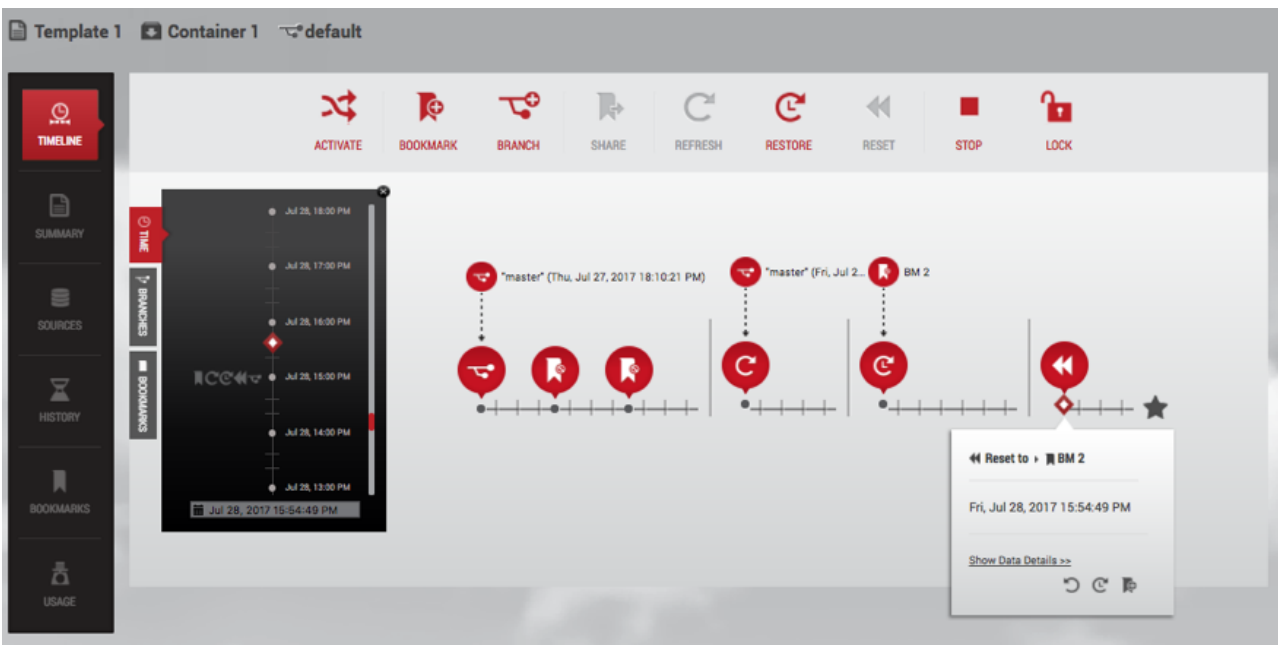 Template 1 Container 1 default
TIMELINE
SUMMARY
SOURCES
HISTORY
BOOKMARKS
USAGE
ACTIVATE BOOKMARK BRANCH SHARE REFRESH RESTORE RESET STOP LOCK
TIME
BRANCHES
BOOKMARKS
Jul 28, 18:00 PM
Jul 28, 17:00 PM
Jul 28, 16:00 PM
Jul 28, 15:00 PM
Jul 28, 14:00 PM
Jul 28, 13:00 PM
Jul 28, 2017 15:54:49 PM
"master" (Thu, Jul 27, 2017 18:10:21 PM)
"master" (Fri, Jul 2...
BM 2
Reset to BM 2
Fri, Jul 28, 2017 15:54:49 PM
Show Data Details >>